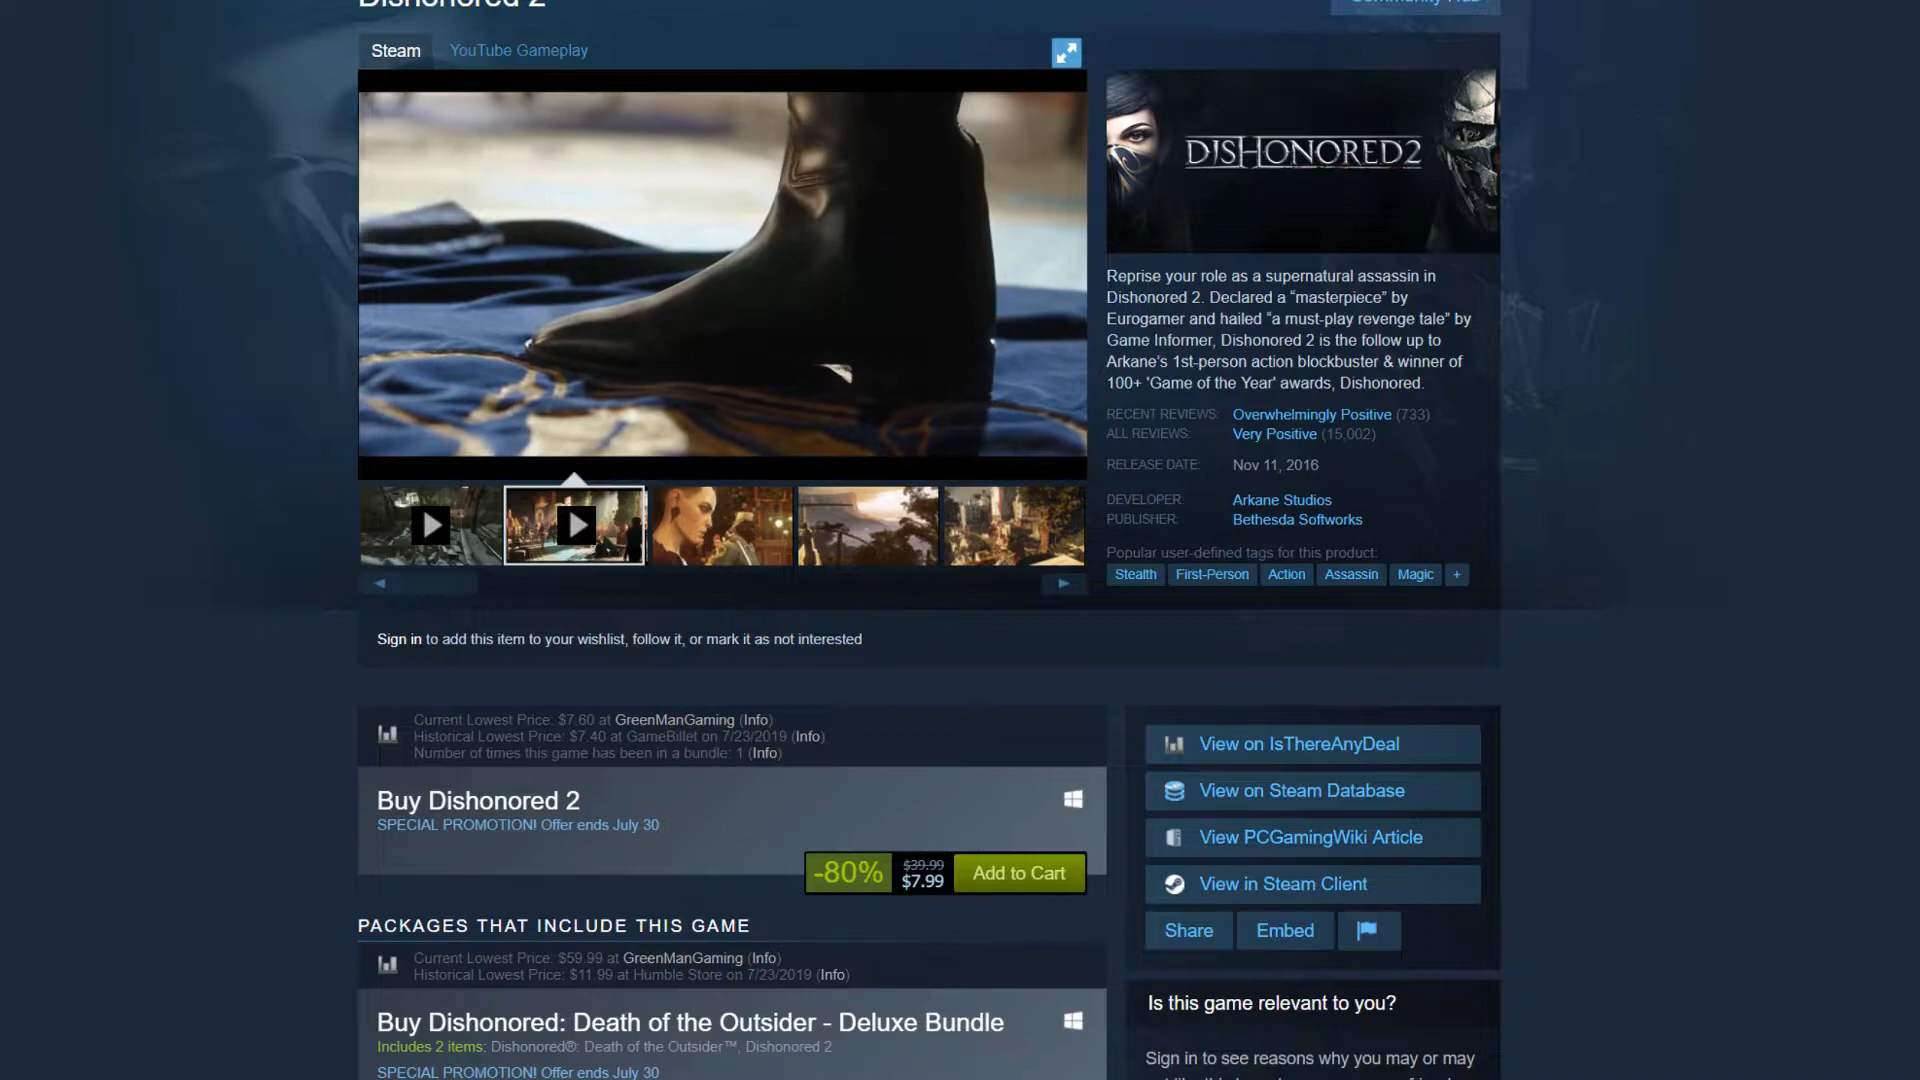 Dishonored 2
Community Hub
Steam
YouTube Gameplay
DISHONORED2
Reprise your role as a supernatural assassin in
Dishonored 2. Declared a “masterpiece” by
Eurogamer and hailed “a must-play revenge tale” by
Game Informer, Dishonored 2 is the follow up to
Arkane’s 1st-person action blockbuster & winner of
100+ 'Game of the Year' awards, Dishonored.
RECENT REVIEWS: Overwhelmingly Positive (733)
ALL REVIEWS: Very Positive (15,002)
RELEASE DATE: Nov 11, 2016
DEVELOPER: Arkane Studios
PUBLISHER: Bethesda Softworks
Popular user-defined tags for this product:
Stealth First-Person Action Assassin Magic +
Sign in to add this item to your wishlist, follow it, or mark it as not interested
Current Lowest Price: $7.60 at GreenManGaming (Info)
Historical Lowest Price: $7.40 at GameBillet on 7/23/2019 (Info)
Number of times this game has been in a bundle: 1 (Info)
Buy Dishonored 2
SPECIAL PROMOTION! Offer ends July 30
-80%
$39.99
$7.99
Add to Cart
PACKAGES THAT INCLUDE THIS GAME
Current Lowest Price: $59.99 at GreenManGaming (Info)
Historical Lowest Price: $11.99 at Humble Store on 7/23/2019 (Info)
Buy Dishonored: Death of the Outsider - Deluxe Bundle
Includes 2 items: Dishonored®: Death of the Outsider™, Dishonored 2
SPECIAL PROMOTION! Offer ends July 30
View on IsThereAnyDeal
View on Steam Database
View PCGamingWiki Article
View in Steam Client
Share
Embed
Is this game relevant to you?
Sign in to see reasons why you may or may